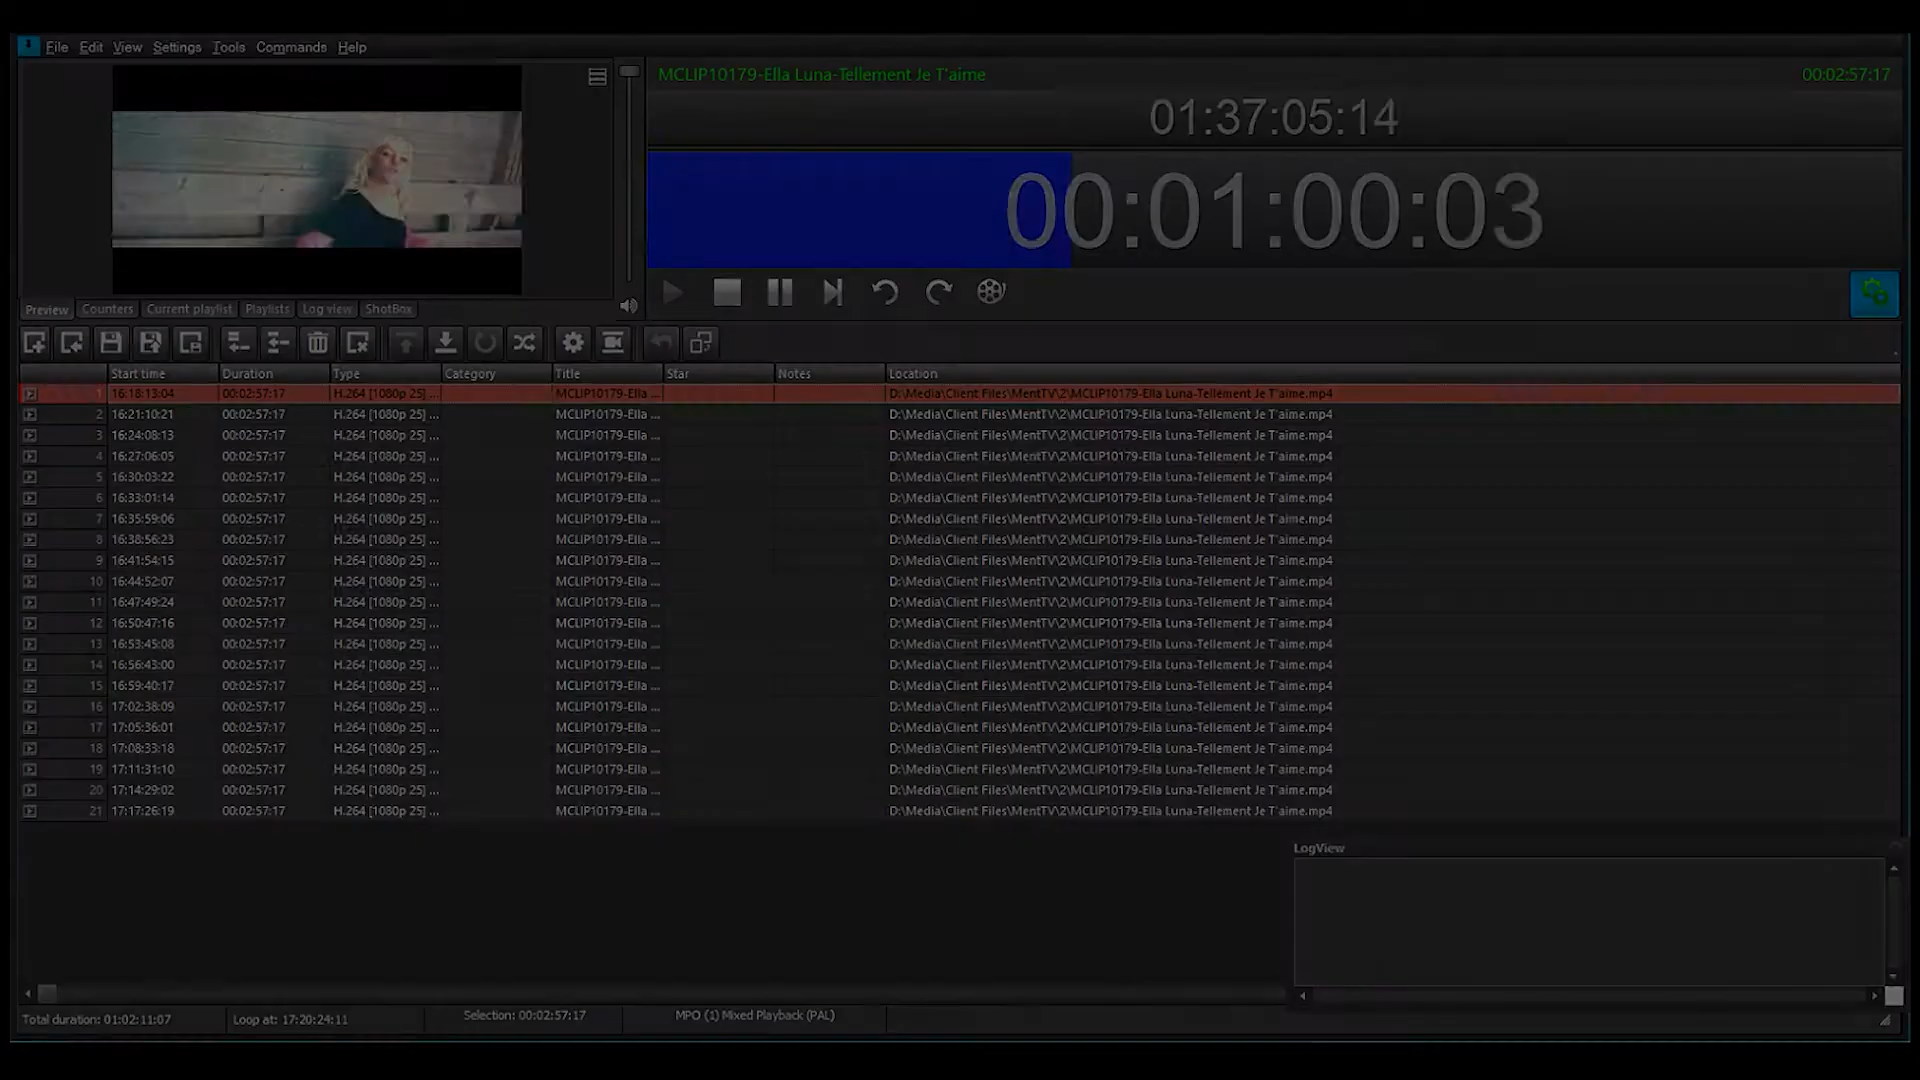 File Edit View Settings Tools Commands Help
MCLIP10179-Ella Luna-Tellement Je T'aime 00:02:57:17
01:37:05:14
00:01:00:03
Preview Counters Current playlist Playlists Log view ShotBox
Start time Duration Type Category Title Star Notes Location
1 16:18:13:04 00:02:57:17 H.264 [1080p 25] ... MCLIP10179-Ella ... D:\Media\Client Files\MentTV\2\MCLIP10179-Ella Luna-Tellement Je T'aime.mp4
2 16:21:10:21 00:02:57:17 H.264 [1080p 25] ... MCLIP10179-Ella ... D:\Media\Client Files\MentTV\2\MCLIP10179-Ella Luna-Tellement Je T'aime.mp4
3 16:24:08:13 00:02:57:17 H.264 [1080p 25] ... MCLIP10179-Ella ... D:\Media\Client Files\MentTV\2\MCLIP10179-Ella Luna-Tellement Je T'aime.mp4
4 16:27:06:05 00:02:57:17 H.264 [1080p 25] ... MCLIP10179-Ella ... D:\Media\Client Files\MentTV\2\MCLIP10179-Ella Luna-Tellement Je T'aime.mp4
5 16:30:03:22 00:02:57:17 H.264 [1080p 25] ... MCLIP10179-Ella ... D:\Media\Client Files\MentTV\2\MCLIP10179-Ella Luna-Tellement Je T'aime.mp4
6 16:33:01:14 00:02:57:17 H.264 [1080p 25] ... MCLIP10179-Ella ... D:\Media\Client Files\MentTV\2\MCLIP10179-Ella Luna-Tellement Je T'aime.mp4
7 16:35:59:06 00:02:57:17 H.264 [1080p 25] ... MCLIP10179-Ella ... D:\Media\Client Files\MentTV\2\MCLIP10179-Ella Luna-Tellement Je T'aime.mp4
8 16:38:56:23 00:02:57:17 H.264 [1080p 25] ... MCLIP10179-Ella ... D:\Media\Client Files\MentTV\2\MCLIP10179-Ella Luna-Tellement Je T'aime.mp4
9 16:41:54:15 00:02:57:17 H.264 [1080p 25] ... MCLIP10179-Ella ... D:\Media\Client Files\MentTV\2\MCLIP10179-Ella Luna-Tellement Je T'aime.mp4
10 16:44:52:07 00:02:57:17 H.264 [1080p 25] ... MCLIP10179-Ella ... D:\Media\Client Files\MentTV\2\MCLIP10179-Ella Luna-Tellement Je T'aime.mp4
11 16:47:49:24 00:02:57:17 H.264 [1080p 25] ... MCLIP10179-Ella ... D:\Media\Client Files\MentTV\2\MCLIP10179-Ella Luna-Tellement Je T'aime.mp4
12 16:50:47:16 00:02:57:17 H.264 [1080p 25] ... MCLIP10179-Ella ... D:\Media\Client Files\MentTV\2\MCLIP10179-Ella Luna-Tellement Je T'aime.mp4
13 16:53:45:08 00:02:57:17 H.264 [1080p 25] ... MCLIP10179-Ella ... D:\Media\Client Files\MentTV\2\MCLIP10179-Ella Luna-Tellement Je T'aime.mp4
14 16:56:43:00 00:02:57:17 H.264 [1080p 25] ... MCLIP10179-Ella ... D:\Media\Client Files\MentTV\2\MCLIP10179-Ella Luna-Tellement Je T'aime.mp4
15 16:59:40:17 00:02:57:17 H.264 [1080p 25] ... MCLIP10179-Ella ... D:\Media\Client Files\MentTV\2\MCLIP10179-Ella Luna-Tellement Je T'aime.mp4
16 17:02:38:09 00:02:57:17 H.264 [1080p 25] ... MCLIP10179-Ella ... D:\Media\Client Files\MentTV\2\MCLIP10179-Ella Luna-Tellement Je T'aime.mp4
17 17:05:36:01 00:02:57:17 H.264 [1080p 25] ... MCLIP10179-Ella ... D:\Media\Client Files\MentTV\2\MCLIP10179-Ella Luna-Tellement Je T'aime.mp4
18 17:08:33:18 00:02:57:17 H.264 [1080p 25] ... MCLIP10179-Ella ... D:\Media\Client Files\MentTV\2\MCLIP10179-Ella Luna-Tellement Je T'aime.mp4
19 17:11:31:10 00:02:57:17 H.264 [1080p 25] ... MCLIP10179-Ella ... D:\Media\Client Files\MentTV\2\MCLIP10179-Ella Luna-Tellement Je T'aime.mp4
20 17:14:29:02 00:02:57:17 H.264 [1080p 25] ... MCLIP10179-Ella ... D:\Media\Client Files\MentTV\2\MCLIP10179-Ella Luna-Tellement Je T'aime.mp4
21 17:17:26:19 00:02:57:17 H.264 [1080p 25] ... MCLIP10179-Ella ... D:\Media\Client Files\MentTV\2\MCLIP10179-Ella Luna-Tellement Je T'aime.mp4
LogView
Total duration: 01:02:11:07 Loop at: 17:20:24:11 Selection: 00:02:57:17 MPO (1) Mixed Playback (PAL)